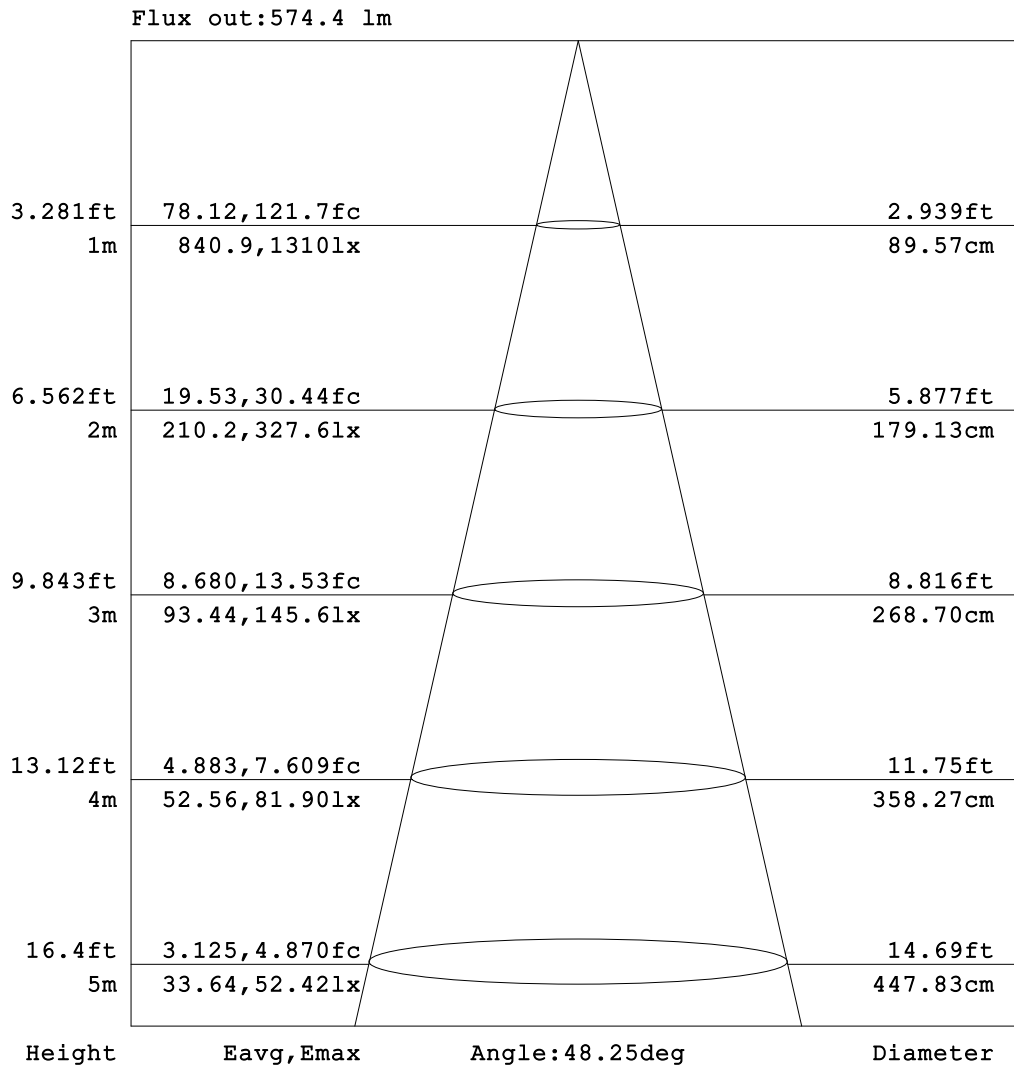 Flux out:574.4 lm
3.281ft 78.12,121.7fc 2.939ft
1m 840.9,1310lx 89.57cm
6.562ft 19.53,30.44fc 5.877ft
2m 210.2,327.6lx 179.13cm
9.843ft 8.680,13.53fc 8.816ft
3m 93.44,145.6lx 268.70cm
13.12ft 4.883,7.609fc 11.75ft
4m 52.56,81.90lx 358.27cm
16.4ft 3.125,4.870fc 14.69ft
5m 33.64,52.42lx 447.83cm
Height Eavg,Emax Angle:48.25deg Diameter